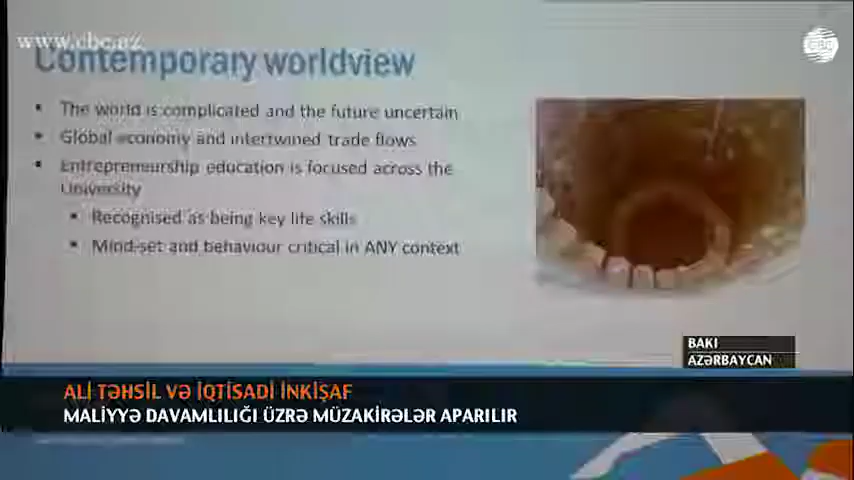 www.cbc.az
CBC
Contemporary worldview
▪ The world is complicated and the future uncertain
▪ Global economy and intertwined trade flows
▪ Entrepreneurship education is focused across the
University
▪ Recognised as being key life skills
▪ Mind-set and behaviour critical in ANY context
BAKI
AZƏRBAYCAN
ALİ TƏHSİL VƏ İQTİSADİ İNKİŞAF
MALİYYƏ DAVAMLILIĞI ÜZRƏ MÜZAKİRƏLƏR APARILIR